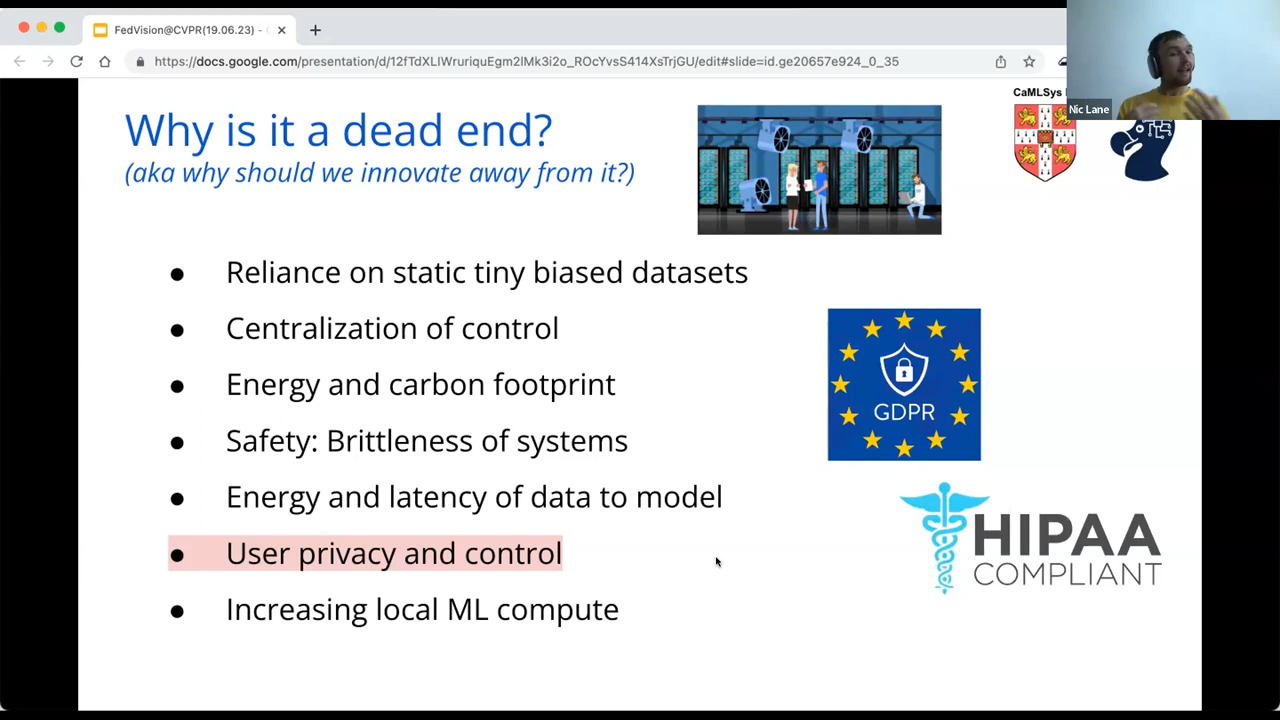 FedVision@CVPR(19.06.23) -
https://docs.google.com/presentation/d/12fTdXLIWruriquEgm2IMk3i2o_ROcYvsS414XsTrjGU/edit#slide=id.ge20657e924_0_35
Nic Lane
CaMLSys
Why is it a dead end?
(aka why should we innovate away from it?)
● Reliance on static tiny biased datasets
● Centralization of control
● Energy and carbon footprint
● Safety: Brittleness of systems
● Energy and latency of data to model
● User privacy and control
● Increasing local ML compute
GDPR
HIPAA
COMPLIANT